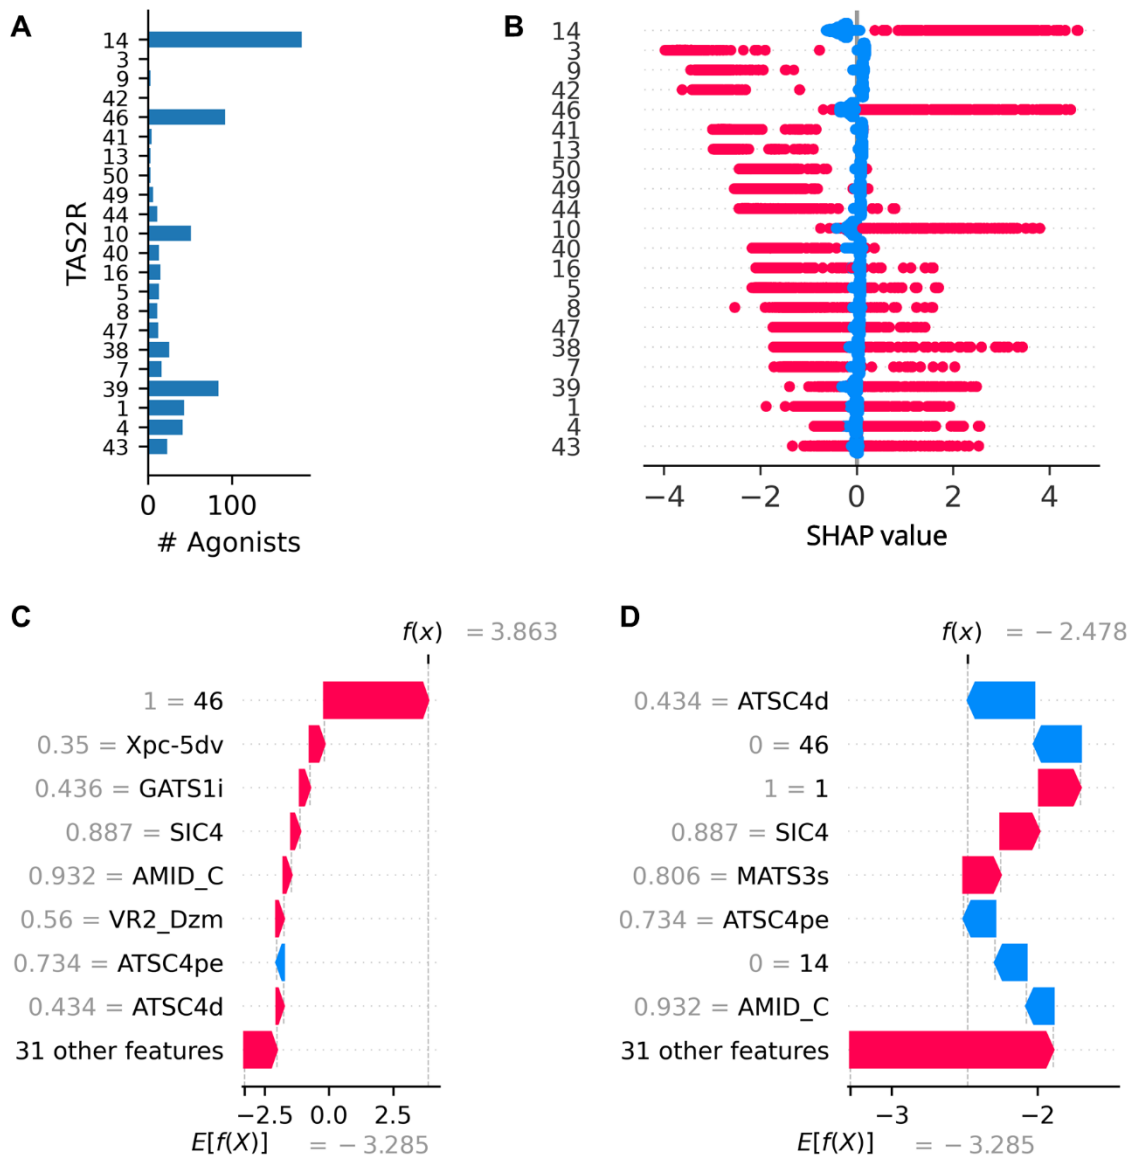 A
TAS2R
14
3
9
42
46
41
13
50
49
44
10
40
16
5
8
47
38
7
39
1
4
43
0 100
# Agonists
B
14
3
9
42
46
41
13
50
49
44
10
40
16
5
8
47
38
7
39
1
4
43
−4 −2 0 2 4
SHAP value
C
f(x) = 3.863
1 = 46
0.35 = Xpc-5dv
0.436 = GATS1i
0.887 = SIC4
0.932 = AMID_C
0.56 = VR2_Dzm
0.734 = ATSC4pe
0.434 = ATSC4d
31 other features
−2.5 0.0 2.5
E[f(X)] = −3.285
D
f(x) = −2.478
0.434 = ATSC4d
0 = 46
1 = 1
0.887 = SIC4
0.806 = MATS3s
0.734 = ATSC4pe
0 = 14
0.932 = AMID_C
31 other features
−3 −2
E[f(X)] = −3.285